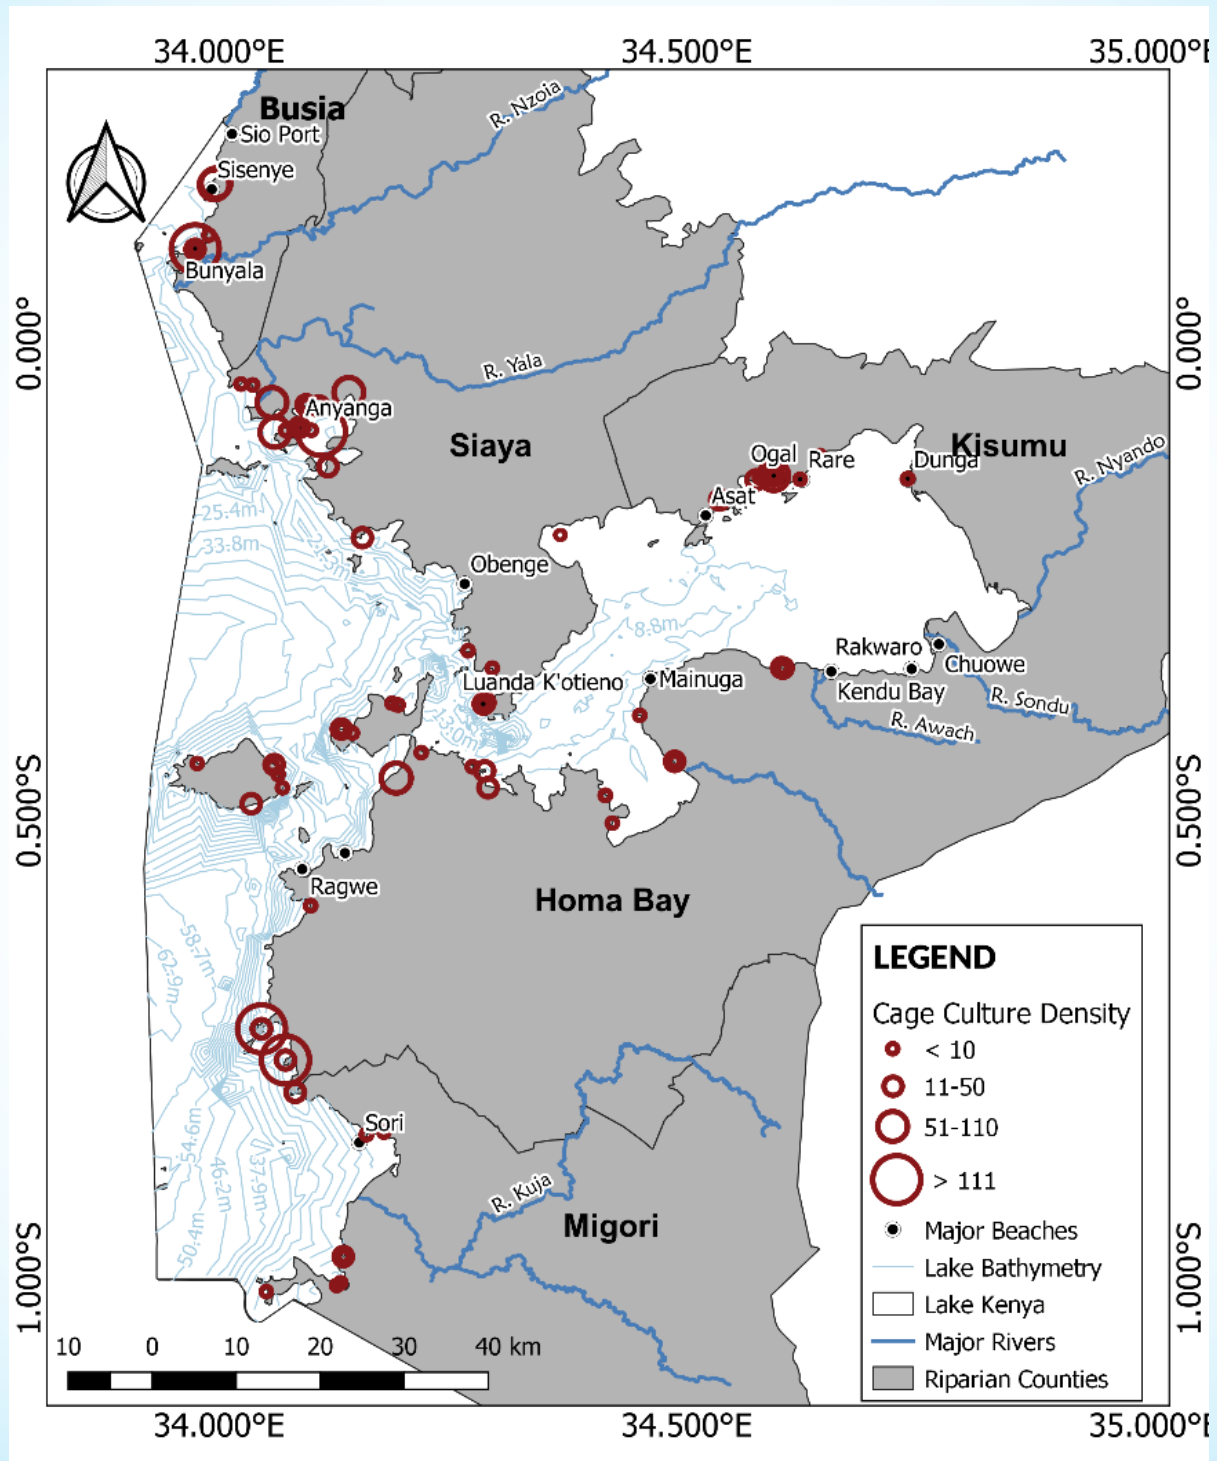 34.000°E 34.500°E 35.000°E
Busia
R. Nzoia
Sio Port
Sisenye
Bunyala
0.000° 0.000°
R. Yala
Anyanga
Siaya
Kisumu
Ogal
Rare
Dunga
R. Nyando
Asat
25.4m
33.8m
21.3m
Obenge
8.8m
Rakwaro
Chuowe
Luanda K'otieno
Mainuga
Kendu Bay
R. Sondu
R. Awach
33.0m
0.500°S 0.500°S
Ragwe
Homa Bay
58.7m
62.9m
LEGEND
Cage Culture Density
< 10
11-50
51-110
> 111
Major Beaches
Lake Bathymetry
Lake Kenya
Major Rivers
Riparian Counties
Sori
54.6m
46.2m
37.9m
50.4m
R. Kuja
Migori
1.000°S 1.000°S
10 0 10 20 30 40 km
34.000°E 34.500°E 35.000°E